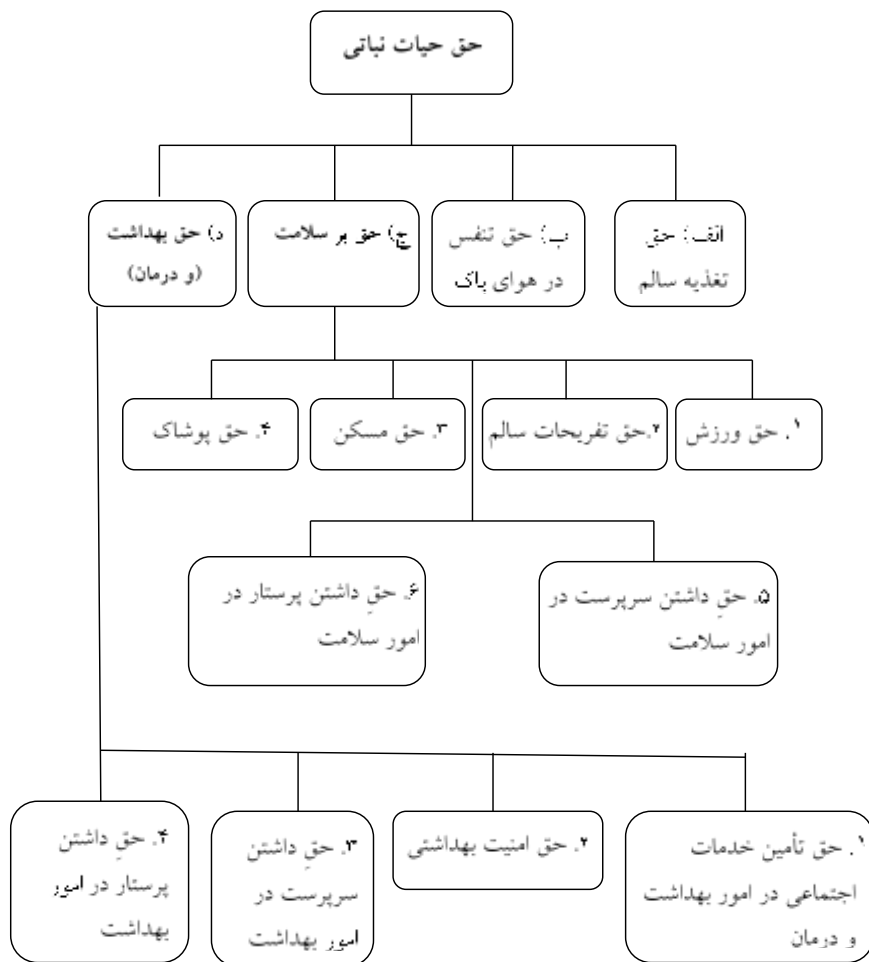 حق حیات نباتی
الف) حق
تغذیه سالم
ب) حق تنفس
در هوای پاک
ج) حق بر سلامت
د) حق بهداشت
(و درمان)
۱. حق ورزش
۲.حق تفریحات سالم
۳. حق مسکن
۴. حق پوشاک
۵. حقِ داشتن سرپرست در
امور سلامت
۶. حقِ داشتن پرستار در
امور سلامت
۱. حق تأمین خدمات
اجتماعی در امور بهداشت
و درمان
۲. حق امنیت بهداشتی
۳. حقِ داشتن
سرپرست در
امور بهداشت
۴. حقِ داشتن
پرستار در امور
بهداشت